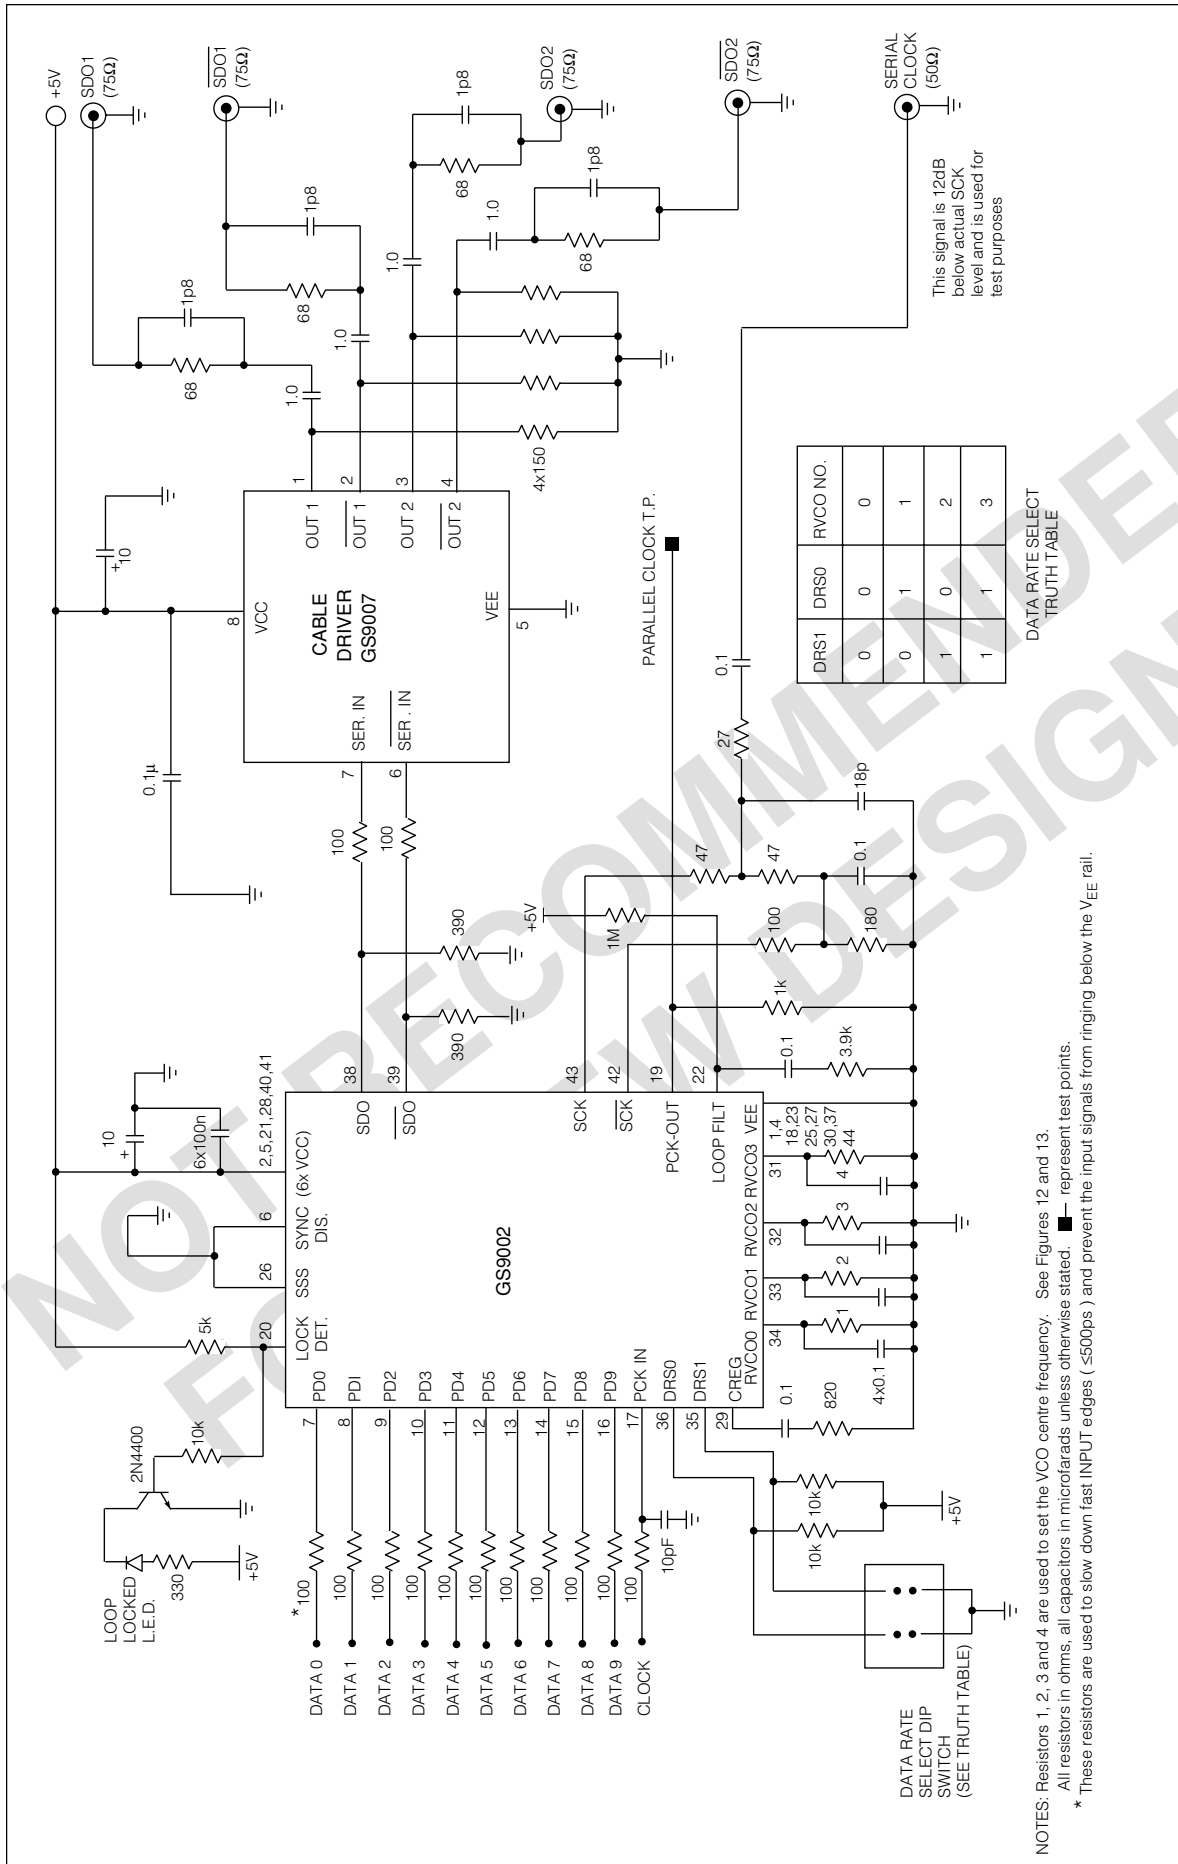 NOT RECOMMENDED
FOR NEW DESIGNS
+5V
SDO1
(75Ω)
SDO1
(75Ω)
SDO2
(75Ω)
SDO2
(75Ω)
SERIAL
CLOCK
(50Ω)
This signal is 12dB
below actual SCK
level and is used for
test purposes
1p8
68
1.0
1p8
68
1.0
1p8
68
1.0
1p8
68
1.0
4x150
+
10
0.1µ
8
VCC
CABLE
DRIVER
GS9007
OUT 1
1
OUT 1
2
OUT 2
3
OUT 2
4
VEE
5
SER. IN
7
SER . IN
6
100
100
390
390
PARALLEL CLOCK T.P.
DRS1 DRS0 RVCO NO.
0 0 0
0 1 1
1 0 2
1 1 3
DATA RATE SELECT
TRUTH TABLE
0.1
27
18p
47
47
0.1
+5V
1M
100
180
1k
0.1
3.9k
10
+
6x100n
2,5,21,28,40,41
(6x VCC)
6
SYNC
DIS.
26
SSS
20
LOCK
DET.
5k
10k
2N4400
LOOP
LOCKED
L.E.D.
330
+5V
GS9002
38
SDO
39
SDO
43
SCK
42
SCK
19
PCK-OUT
22
LOOP FILT
VEE
1,4
18,23
25,27
30,37
44
RVCO3
31
4
RVCO2
32
3
RVCO1
33
2
RVCO0
34
1
4x0.1
CREG
29
0.1
820
DATA 0
* 100
7
PD0
DATA 1
100
8
PDI
DATA 2
100
9
PD2
DATA 3
100
10
PD3
DATA 4
100
11
PD4
DATA 5
100
12
PD5
DATA 6
100
13
PD6
DATA 7
100
14
PD7
DATA 8
100
15
PD8
DATA 9
100
16
PD9
CLOCK
100
17
PCK IN
10pF
36
DRS0
35
DRS1
10k
10k
+5V
DATA RATE
SELECT DIP
SWITCH
(SEE TRUTH TABLE)
NOTES: Resistors 1, 2, 3 and 4 are used to set the VCO centre frequency. See Figures 12 and 13.
All resistors in ohms, all capacitors in microfarads unless otherwise stated. represent test points.
* These resistors are used to slow down fast INPUT edges ( ≤500ps ) and prevent the input signals from ringing below the VEE rail.